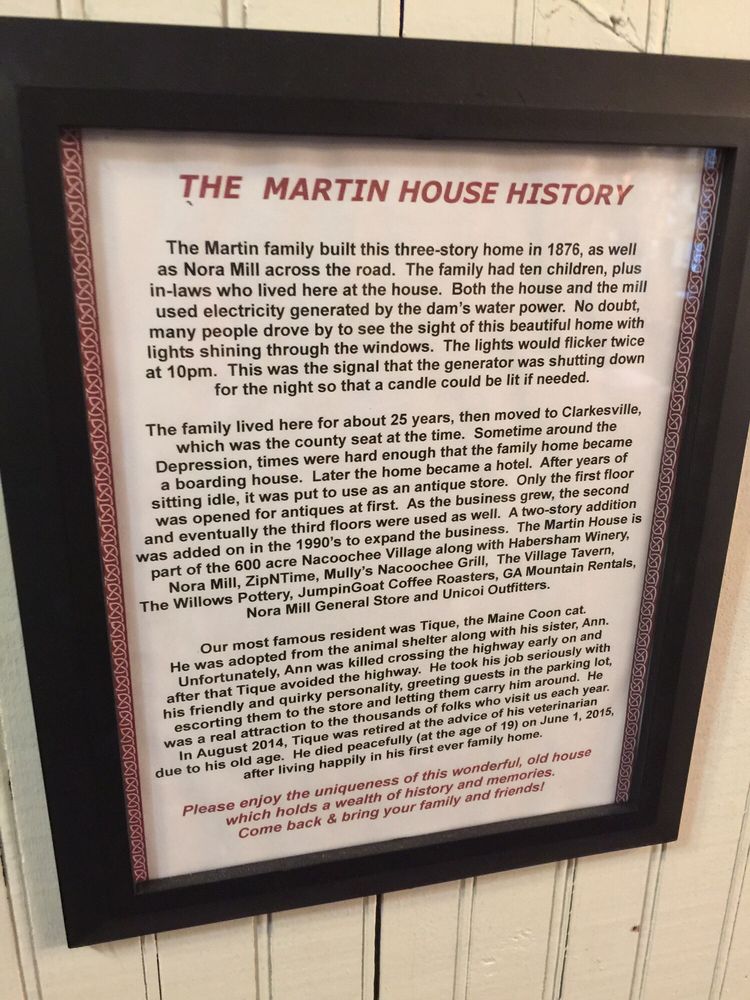 THE MARTIN HOUSE HISTORY
The Martin family built this three-story home in 1876, as well
as Nora Mill across the road. The family had ten children, plus
in-laws who lived here at the house. Both the house and the mill
used electricity generated by the dam's water power. No doubt,
many people drove by to see the sight of this beautiful home with
lights shining through the windows. The lights would flicker twice
at 10pm. This was the signal that the generator was shutting down
for the night so that a candle could be lit if needed.
The family lived here for about 25 years, then moved to Clarkesville,
which was the county seat at the time. Sometime around the
Depression, times were hard enough that the family home became
a boarding house. Later the home became a hotel. After years of
sitting idle, it was put to use as an antique store. Only the first floor
was opened for antiques at first. As the business grew, the second
and eventually the third floors were used as well. A two-story addition
was added on in the 1990's to expand the business. The Martin House is
part of the 600 acre Nacoochee Village along with Habersham Winery,
Nora Mill, ZipNTime, Mully's Nacoochee Grill, The Village Tavern,
The Willows Pottery, JumpinGoat Coffee Roasters, GA Mountain Rentals,
Nora Mill General Store and Unicoi Outfitters.
Our most famous resident was Tique, the Maine Coon cat.
He was adopted from the animal shelter along with his sister, Ann.
Unfortunately, Ann was killed crossing the highway early on and
after that Tique avoided the highway. He took his job seriously with
his friendly and quirky personality, greeting guests in the parking lot,
escorting them to the store and letting them carry him around. He
was a real attraction to the thousands of folks who visit us each year.
In August 2014, Tique was retired at the advice of his veterinarian
due to his old age. He died peacefully (at the age of 19) on June 1, 2015,
after living happily in his first ever family home.
Please enjoy the uniqueness of this wonderful, old house
which holds a wealth of history and memories.
Come back & bring your family and friends!